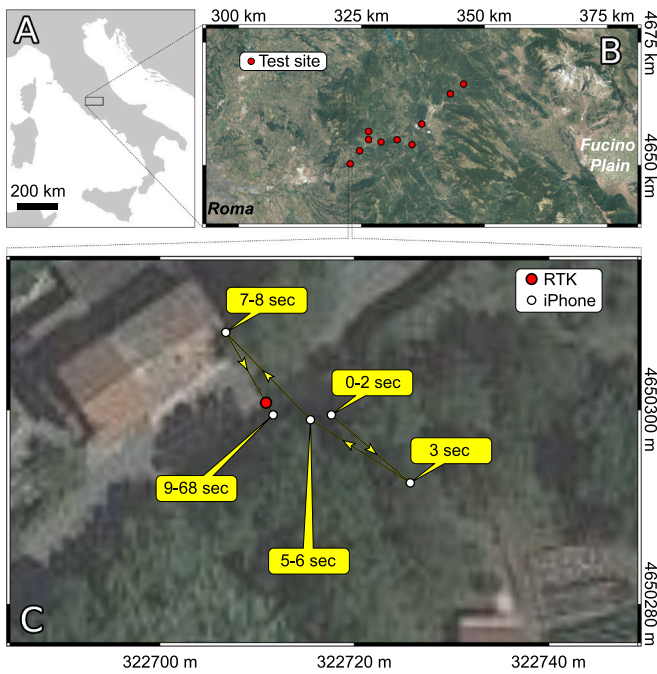 A
200 km
300 km
325 km
350 km
375 km
4675 km
4650 km
Test site
B
Fucino
Plain
Roma
RTK
iPhone
7-8 sec
0-2 sec
3 sec
9-68 sec
5-6 sec
4650300 m
4650280 m
C
322700 m
322720 m
322740 m